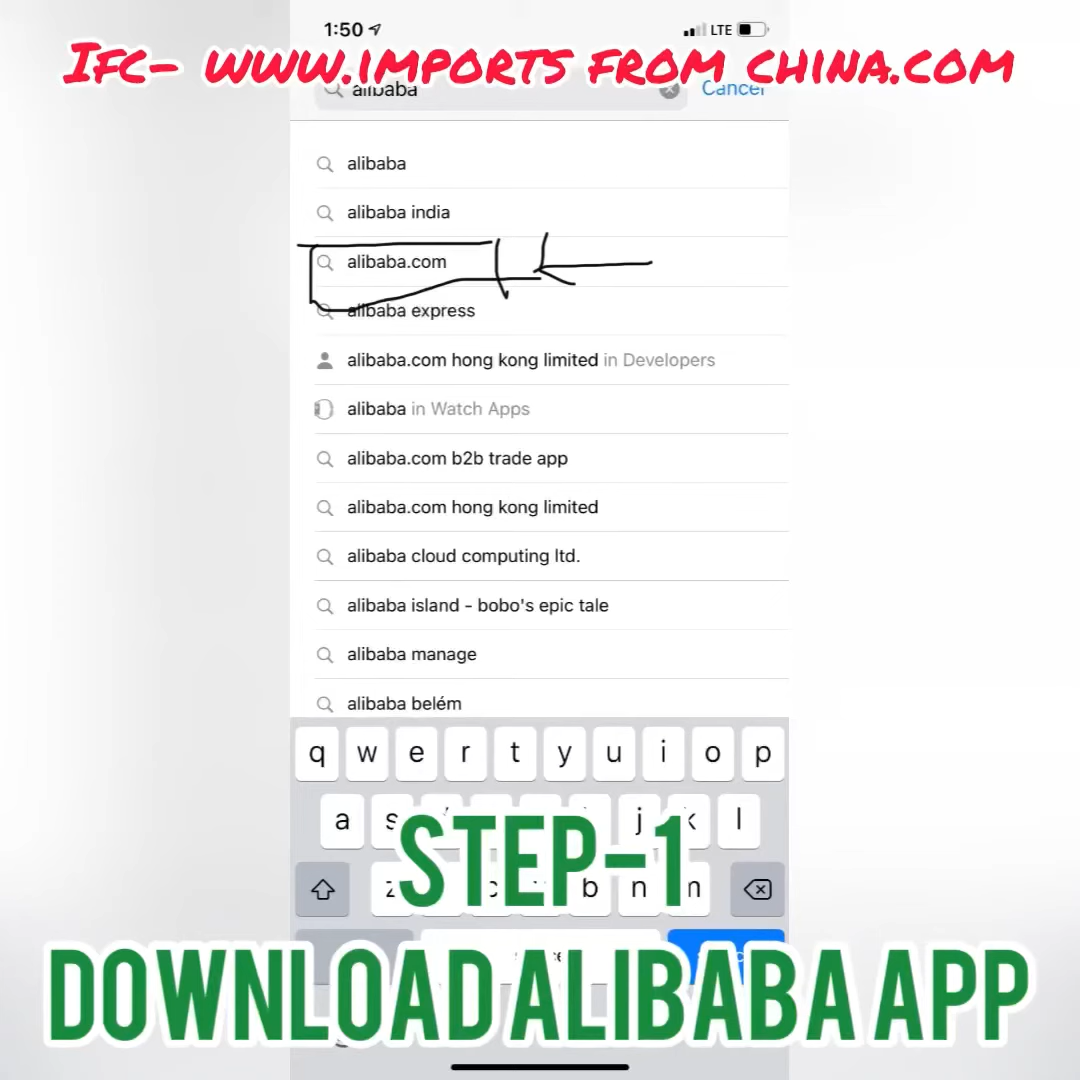 1:50 LTE
Ifc- www.imports from china.com
alibaba Cancel
alibaba
alibaba india
alibaba.com
alibaba express
alibaba.com hong kong limited in Developers
alibaba in Watch Apps
alibaba.com b2b trade app
alibaba.com hong kong limited
alibaba cloud computing ltd.
alibaba island - bobo's epic tale
alibaba manage
alibaba belém
q w e r t y u i o p
a s j k l
STEP-1
z c b n m
DOWNLOAD ALIBABA APP